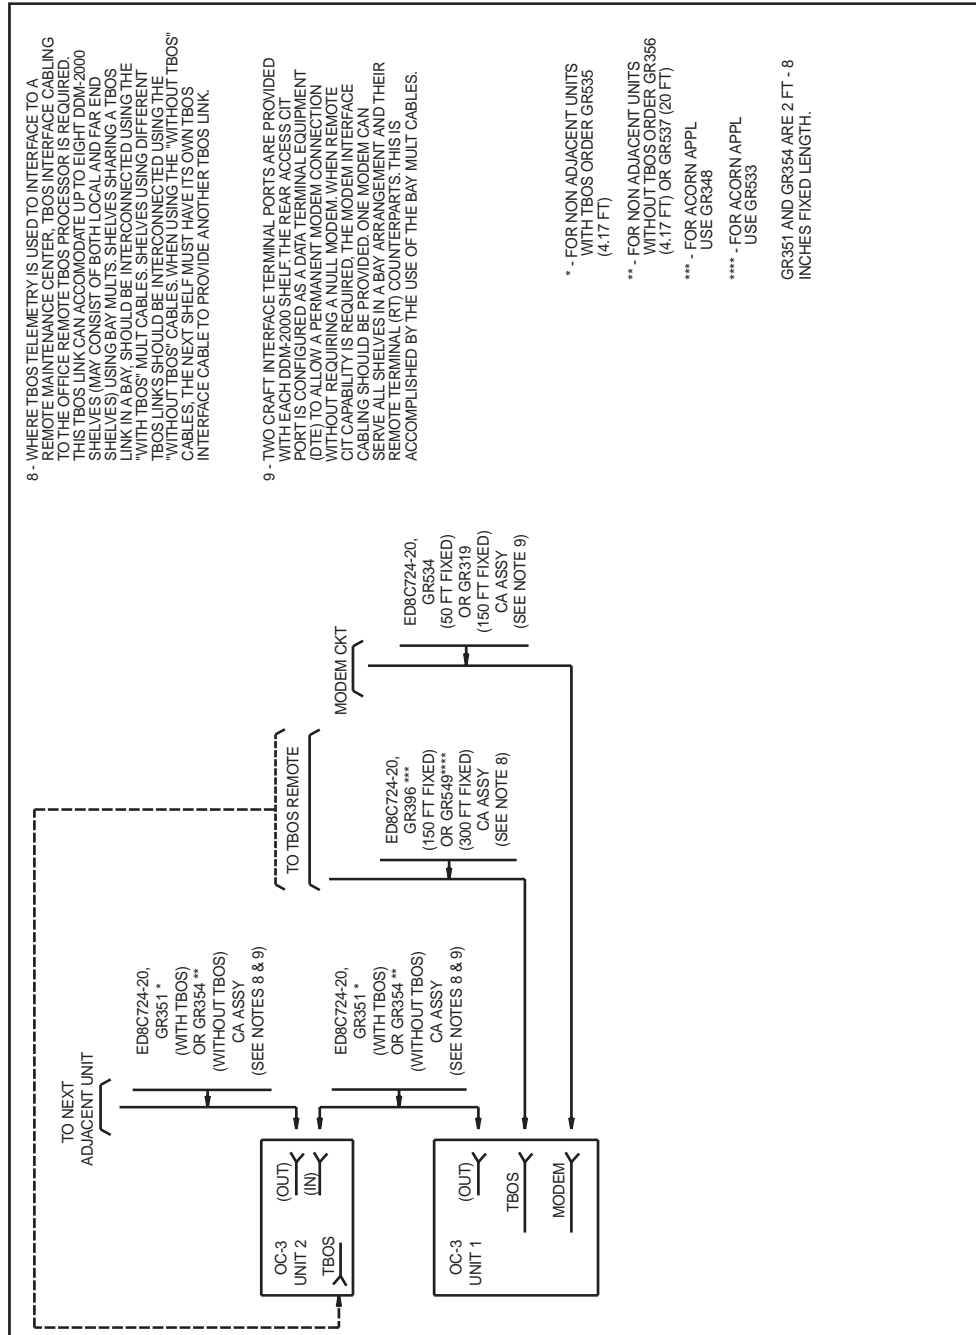 8 - WHERE TBOS TELEMETRY IS USED TO INTERFACE TO A
REMOTE MAINTENANCE CENTER, TBOS INTERFACE CABLING
TO THE OFFICE REMOTE TBOS PROCESSOR IS REQUIRED.
THIS TBOS LINK CAN ACCOMODATE UP TO EIGHT DDM-2000
SHELVES (MAY CONSIST OF BOTH LOCAL AND FAR END
SHELVES) USING BAY MULTS. SHELVES SHARING A TBOS
LINK IN A BAY, SHOULD BE INTERCONNECTED USING THE
"WITH TBOS" MULT CABLES. SHELVES USING DIFFERENT
TBOS LINKS SHOULD BE INTERCONNECTED USING THE
"WITHOUT TBOS" CABLES. WHEN USING THE "WITHOUT TBOS"
CABLES, THE NEXT SHELF MUST HAVE ITS OWN TBOS
INTERFACE CABLE TO PROVIDE ANOTHER TBOS LINK.
9 - TWO CRAFT INTERFACE TERMINAL PORTS ARE PROVIDED
WITH EACH DDM-2000 SHELF. THE REAR ACCESS CIT
PORT IS CONFIGURED AS A DATA TERMINAL EQUIPMENT
(DTE) TO ALLOW A PERMANENT MODEM CONNECTION
WITHOUT REQUIRING A NULL MODEM. WHEN REMOTE
CIT CAPABILITY IS REQUIRED, THE MODEM INTERFACE
CABLING SHOULD BE PROVIDED. ONE MODEM CAN
SERVE ALL SHELVES IN A BAY ARRANGEMENT AND THEIR
REMOTE TERMINAL (RT) COUNTERPARTS. THIS IS
ACCOMPLISHED BY THE USE OF THE BAY MULT CABLES.
* - FOR NON ADJACENT UNITS
WITH TBOS ORDER GR535
(4.17 FT)
** - FOR NON ADJACENT UNITS
WITHOUT TBOS ORDER GR356
(4.17 FT) OR GR537 (20 FT)
*** - FOR ACORN APPL
USE GR348
**** - FOR ACORN APPL
USE GR533
GR351 AND GR354 ARE 2 FT - 8
INCHES FIXED LENGTH.
TO NEXT
ADJACENT UNIT
ED8C724-20,
GR351 *
(WITH TBOS)
OR GR354 **
(WITHOUT TBOS)
CA ASSY
(SEE NOTES 8 & 9)
ED8C724-20,
GR351 *
(WITH TBOS)
OR GR354 **
(WITHOUT TBOS)
CA ASSY
(SEE NOTES 8 & 9)
TO TBOS REMOTE
ED8C724-20,
GR396 ***
(150 FT FIXED)
OR GR549****
(300 FT FIXED)
CA ASSY
(SEE NOTE 8)
MODEM CKT
ED8C724-20,
GR534
(50 FT FIXED)
OR GR319
(150 FT FIXED)
CA ASSY
(SEE NOTE 9)
OC-3
UNIT 2
TBOS
(OUT)
(IN)
OC-3
UNIT 1
(OUT)
TBOS
MODEM